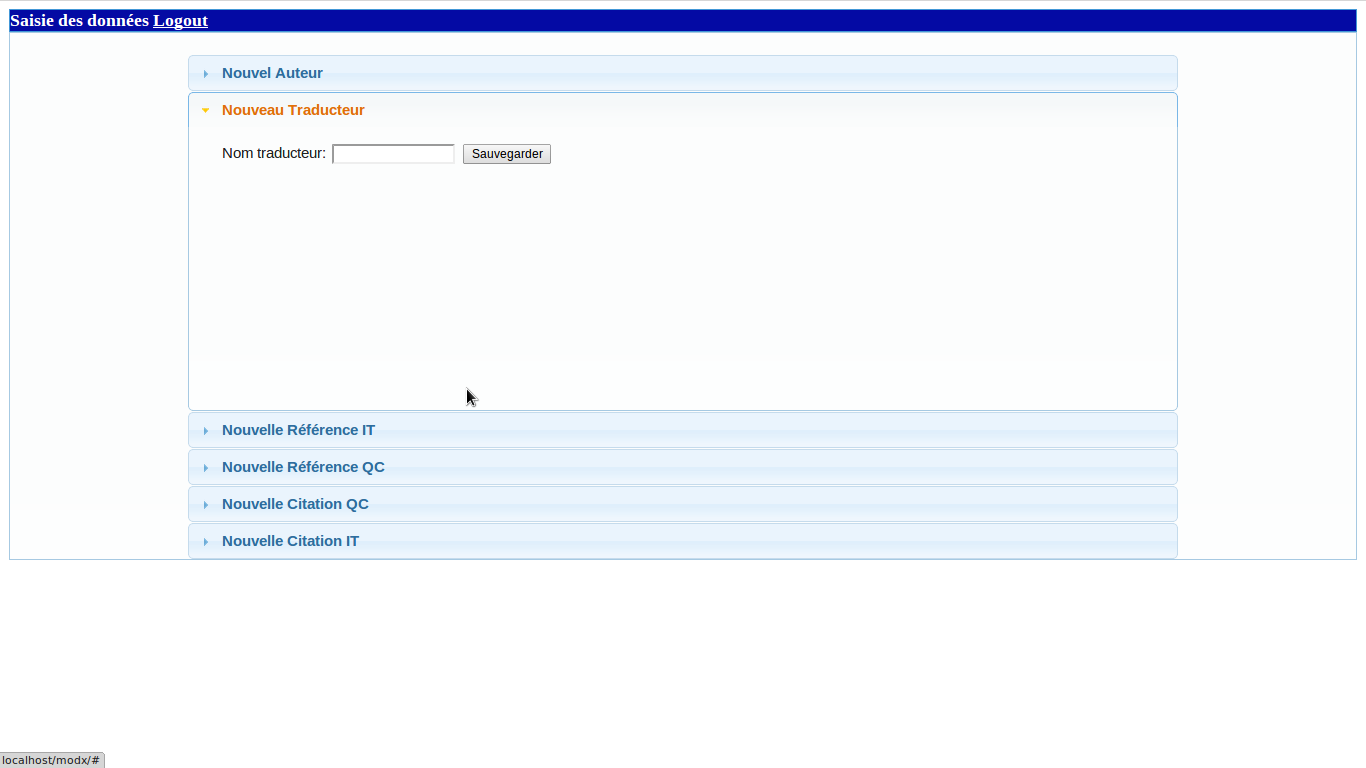 Saisie des données Logout
Nouvel Auteur
Nouveau Traducteur
Nom traducteur: Sauvegarder
Nouvelle Référence IT
Nouvelle Référence QC
Nouvelle Citation QC
Nouvelle Citation IT
localhost/modx/#